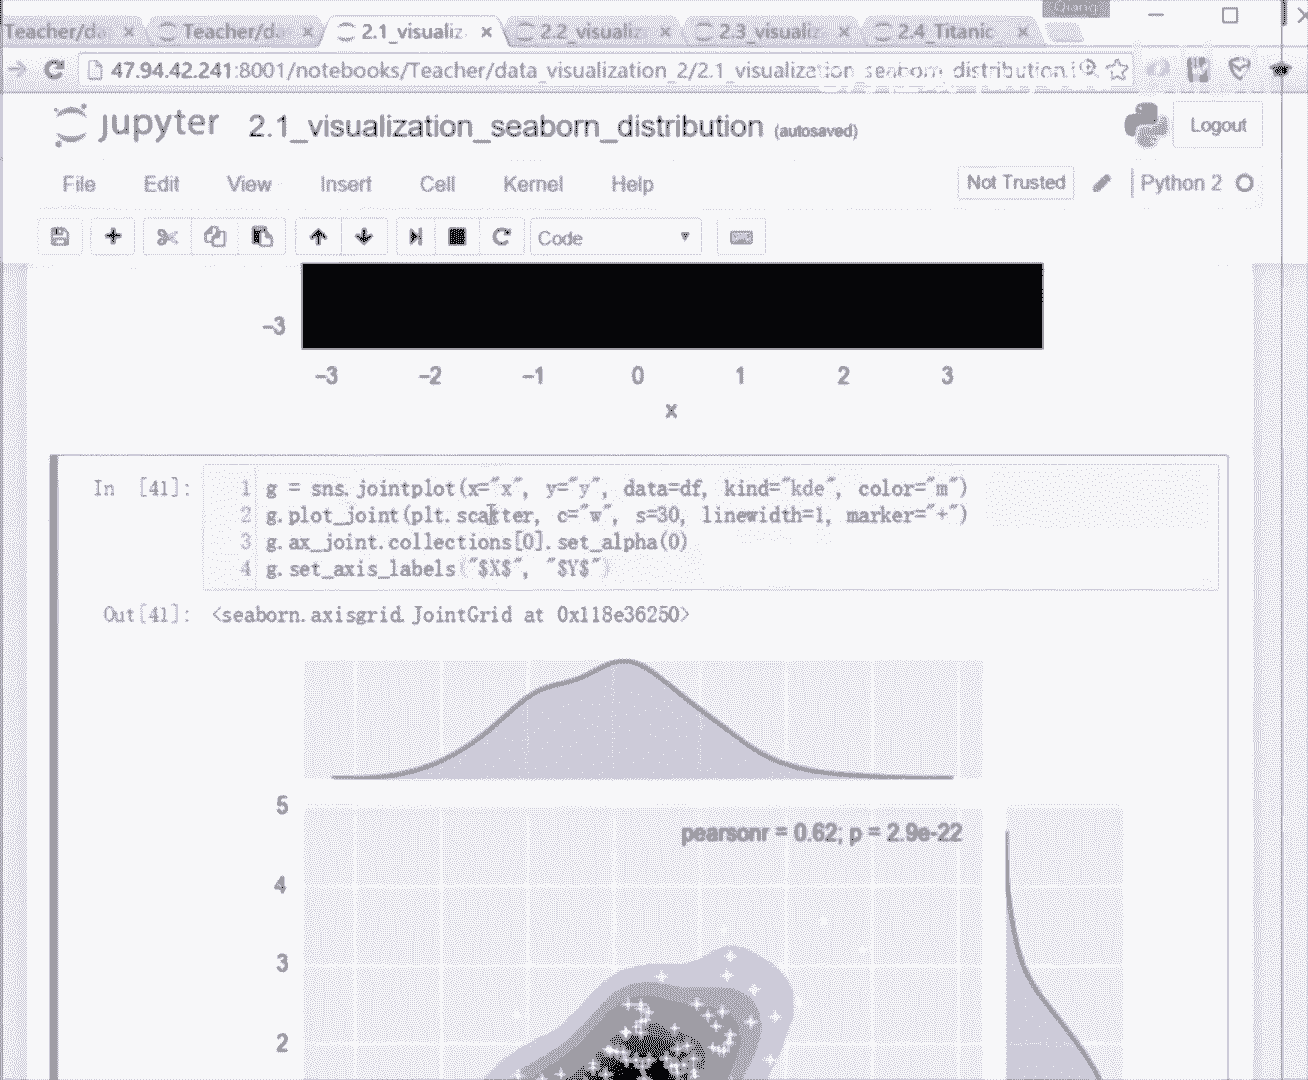 Qiang
Teacher/da Teacher/da 2.1_visualiz 2.2_visualiz 2.3_visualiz 2.4_Titanic
47.94.42.241:8001/notebooks/Teacher/data_visualization_2/2.1_visualization_seaborn_distribution.i
jupyter 2.1_visualization_seaborn_distribution (autosaved) Logout
File Edit View Insert Cell Kernel Help Not Trusted Python 2
Code
−3
−3 −2 −1 0 1 2 3
x
In [41]: 1 g = sns.jointplot(x="x", y="y", data=df, kind="kde", color="m")
2 g.plot_joint(plt.scatter, c="w", s=30, linewidth=1, marker="+")
3 g.ax_joint.collections[0].set_alpha(0)
4 g.set_axis_labels("$X$", "$Y$")
Out[41]: <seaborn.axisgrid.JointGrid at 0x118e36250>
5
pearsonr = 0.62; p = 2.9e-22
4
3
2